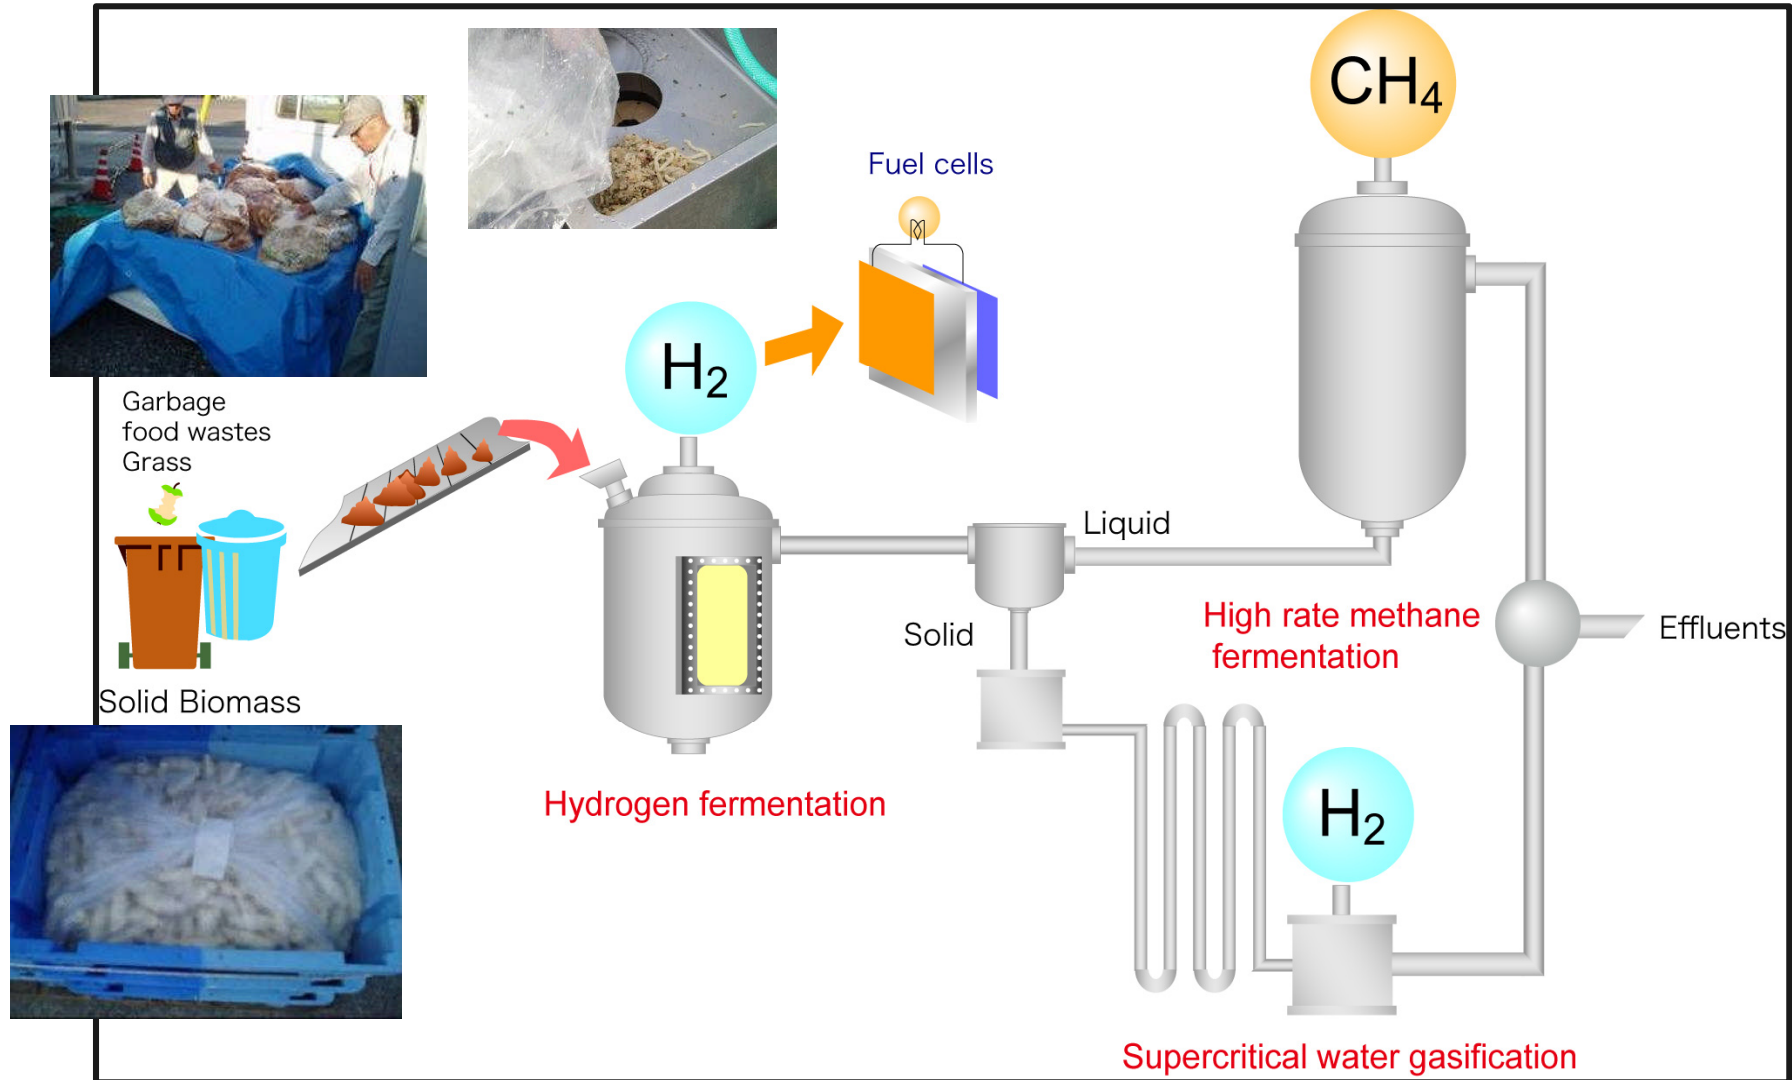 CH₄
Fuel cells
H₂
Garbage
food wastes
Grass
Liquid
Solid
High rate methane
fermentation
Effluents
Solid Biomass
Hydrogen fermentation
H₂
Supercritical water gasification